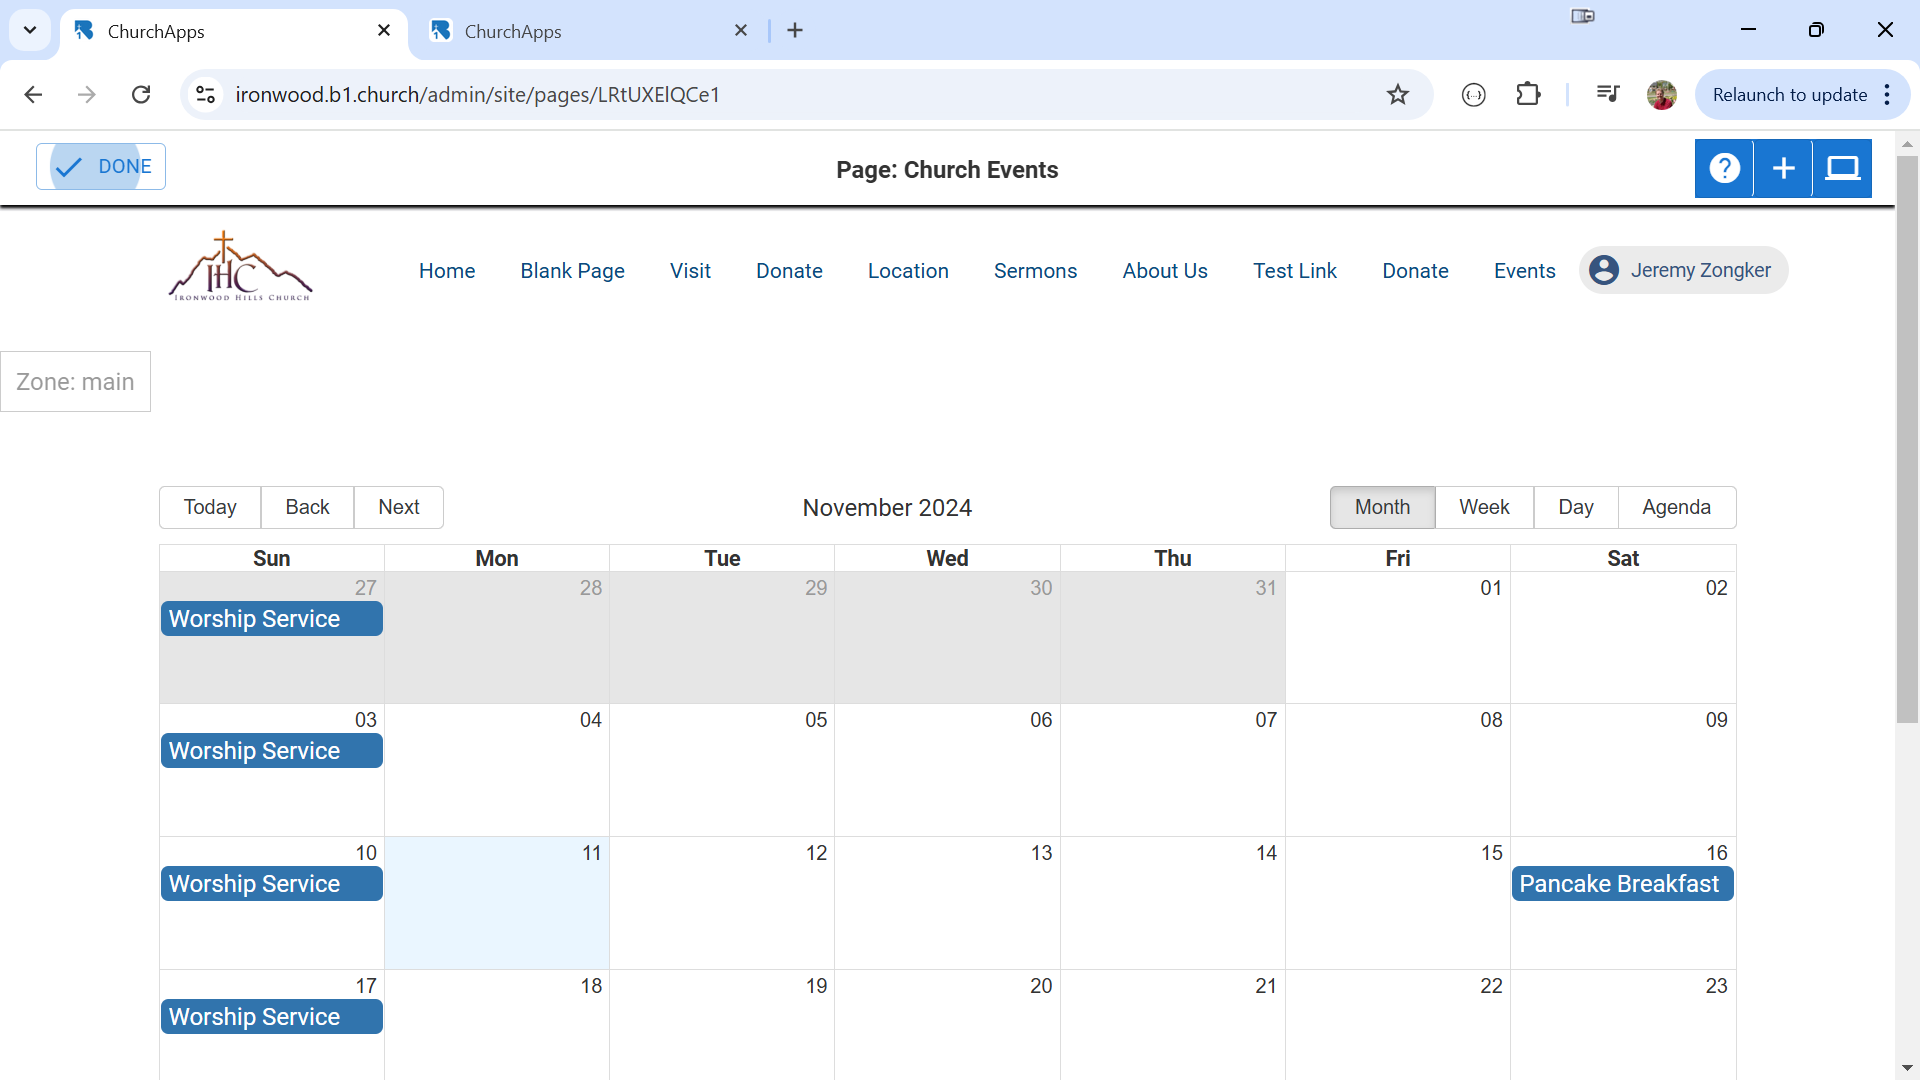 ChurchApps
ChurchApps
ironwood.b1.church/admin/site/pages/LRtUXElQCe1
Relaunch to update
DONE
Page: Church Events
IHC
IRONWOOD HILLS CHURCH
Home
Blank Page
Visit
Donate
Location
Sermons
About Us
Test Link
Donate
Events
Jeremy Zongker
Zone: main
Today
Back
Next
November 2024
Month
Week
Day
Agenda
Sun
Mon
Tue
Wed
Thu
Fri
Sat
27
28
29
30
31
01
02
Worship Service
03
04
05
06
07
08
09
Worship Service
10
11
12
13
14
15
16
Worship Service
Pancake Breakfast
17
18
19
20
21
22
23
Worship Service